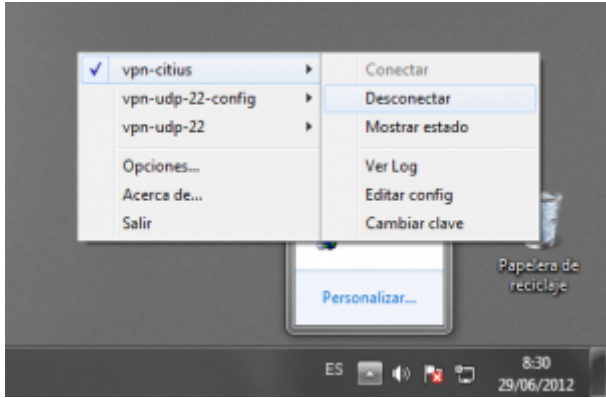 vpn-citius
vpn-udp-22-config
vpn-udp-22
Opciones...
Acerca de...
Salir
Conectar
Desconectar
Mostrar estado
Ver Log
Editar config
Cambiar clave
Personalizar...
Papelera de
reciclaje
ES
8:30
29/06/2012